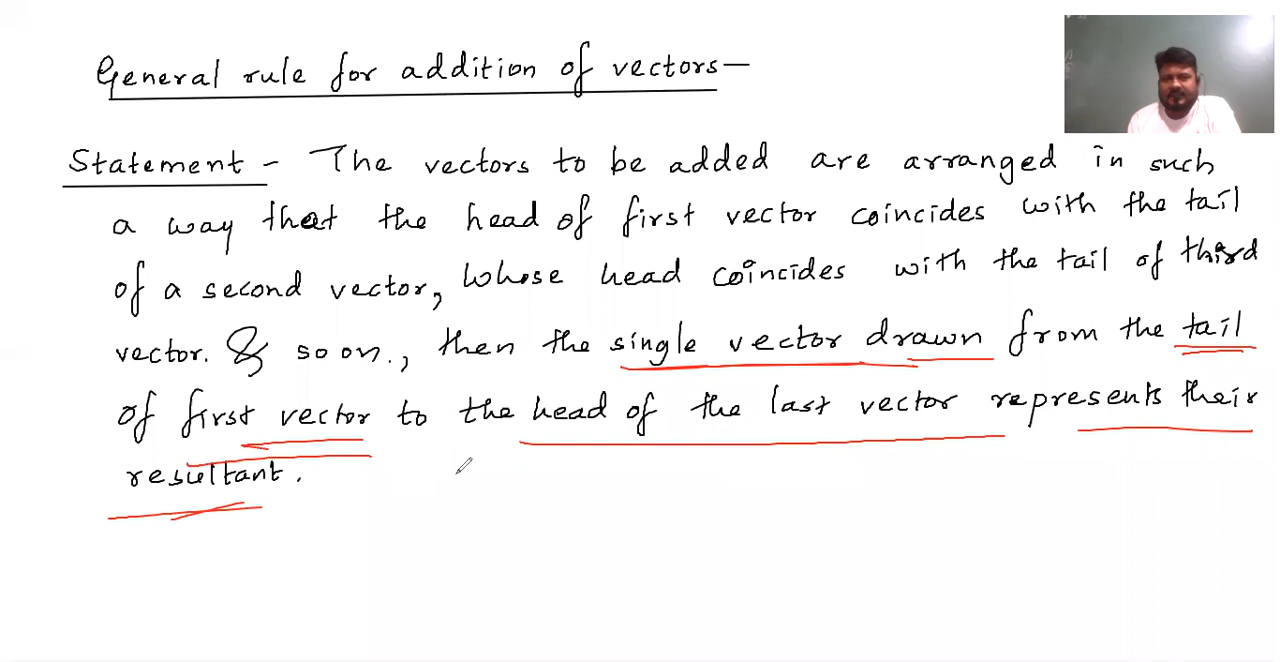 General rule for addition of vectors—
Statement - The vectors to be added are arranged in such
a way that the head of first vector coincides with the tail
of a second vector, whose head coincides with the tail of third
vector. & so on., then the single vector drawn from the tail
of first vector to the head of the last vector represents their
resultant.